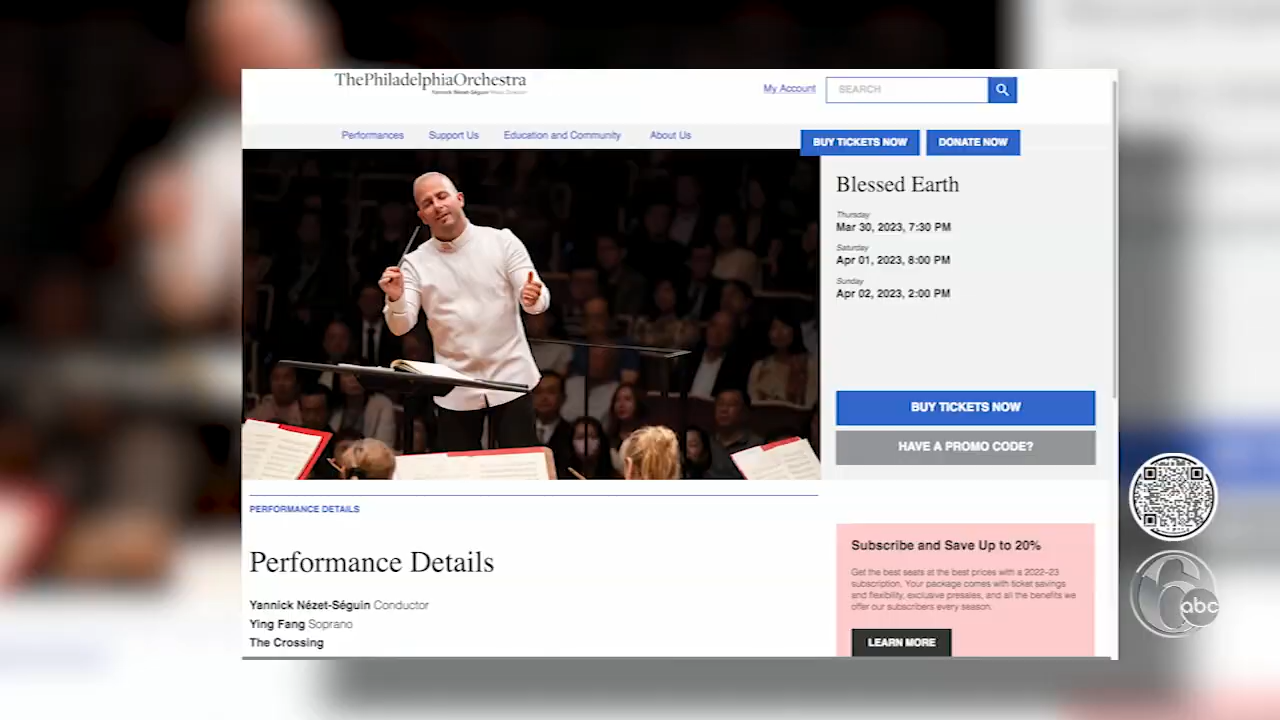 ThePhiladelphiaOrchestra
Yannick Nézet-Séguin Music Director
My Account
SEARCH
Performances Support Us Education and Community About Us
BUY TICKETS NOW DONATE NOW
Blessed Earth
Thursday
Mar 30, 2023, 7:30 PM
Saturday
Apr 01, 2023, 8:00 PM
Sunday
Apr 02, 2023, 2:00 PM
BUY TICKETS NOW
HAVE A PROMO CODE?
PERFORMANCE DETAILS
Performance Details
Yannick Nézet-Séguin Conductor
Ying Fang Soprano
The Crossing
Subscribe and Save Up to 20%
Get the best seats at the best prices with a 2022-23
subscription. Your package comes with ticket savings
and flexibility, exclusive presales, and all the benefits we
offer our subscribers every season.
LEARN MORE
6abc